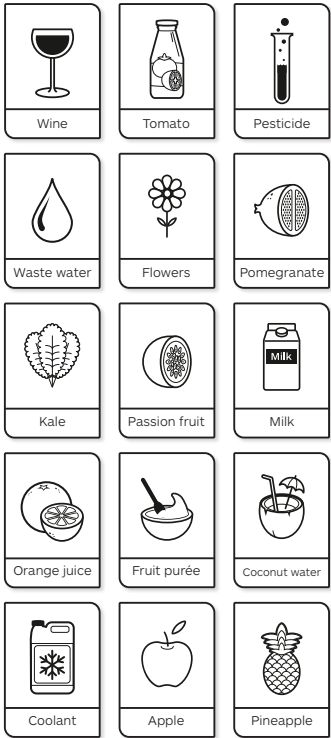 Wine
Tomato
Pesticide
Waste water
Flowers
Pomegranate
Kale
Passion fruit
Milk
Milk
Orange juice
Fruit purée
Coconut water
Coolant
Apple
Pineapple